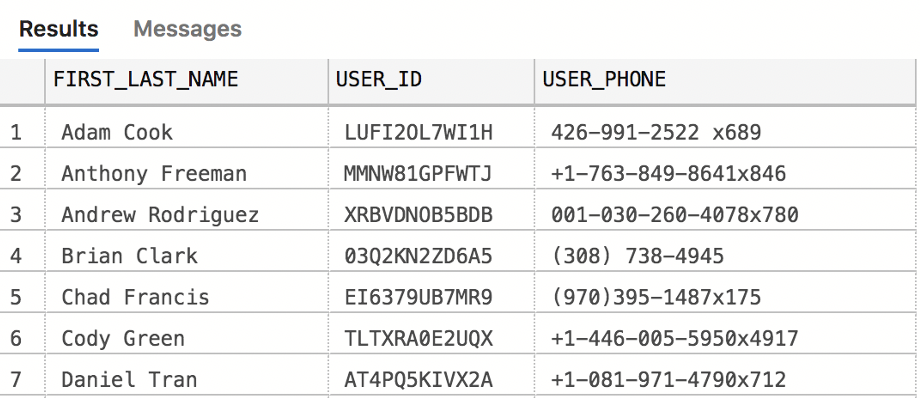 Results Messages
FIRST_LAST_NAME USER_ID USER_PHONE
1 Adam Cook LUFI2OL7WI1H 426-991-2522 x689
2 Anthony Freeman MMNW81GPFWTJ +1-763-849-8641x846
3 Andrew Rodriguez XRBVDNOB5BDB 001-030-260-4078x780
4 Brian Clark 03Q2KN2ZD6A5 (308) 738-4945
5 Chad Francis EI6379UB7MR9 (970)395-1487x175
6 Cody Green TLTXRA0E2UQX +1-446-005-5950x4917
7 Daniel Tran AT4PQ5KIVX2A +1-081-971-4790x712